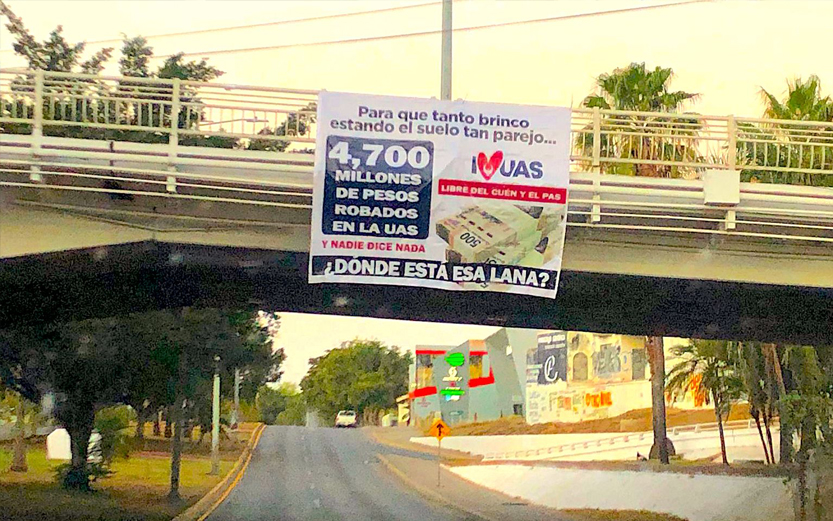 Para que tanto brinco
estando el suelo tan parejo...
4,700
MILLONES
DE PESOS
ROBADOS
EN LA UAS
Y NADIE DICE NADA
I UAS
LIBRE DEL CUÉN Y EL PAS
500
¿DÓNDE ESTÁ ESA LANA?